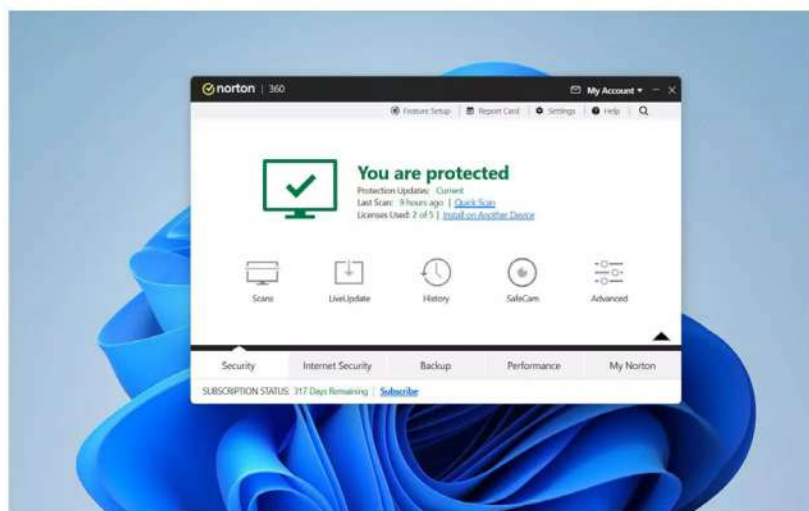 norton | 360
My Account
Feature Setup | Report Card | Settings | Help
You are protected
Protection Updates: Current
Last Scan: 9 hours ago | Quick Scan
Licenses Used: 2 of 5 | Install on Another Device
Scans LiveUpdate History SafeCam Advanced
Security Internet Security Backup Performance My Norton
SUBSCRIPTION STATUS: 317 Days Remaining | Subscribe